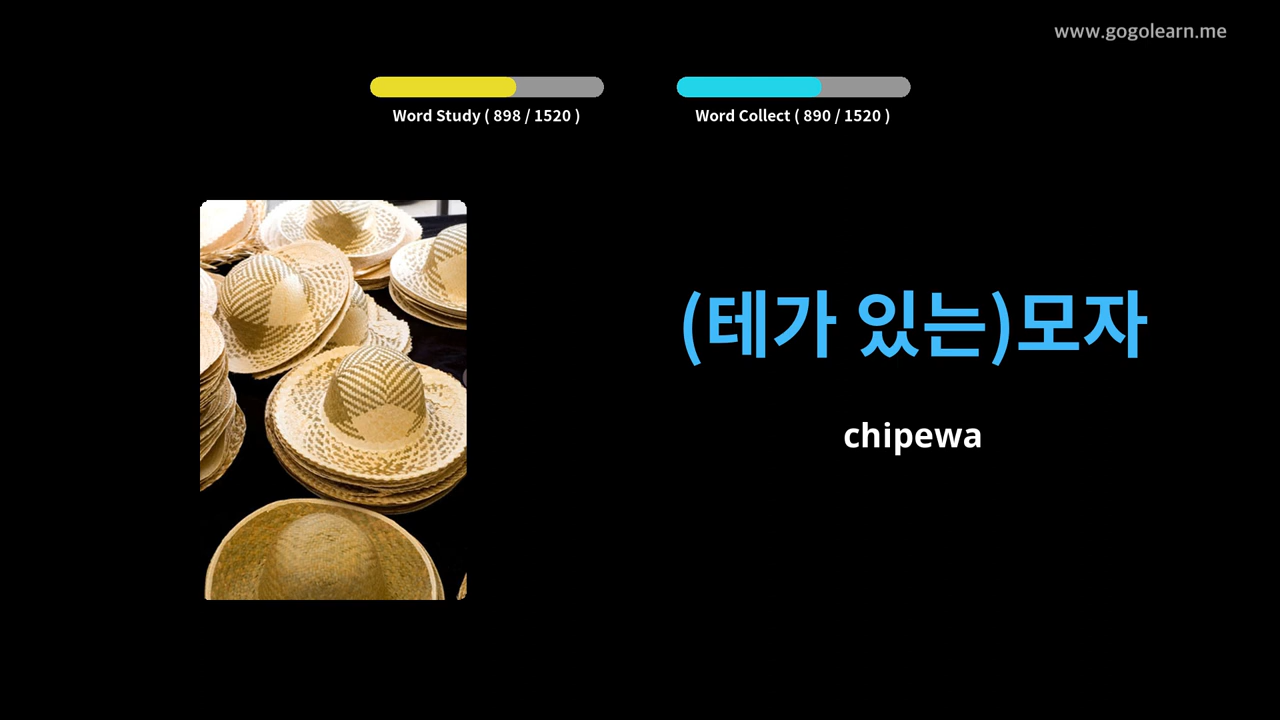 www.gogolearn.me
Word Study ( 898 / 1520 )
Word Collect ( 890 / 1520 )
(테가 있는)모자
chipewa